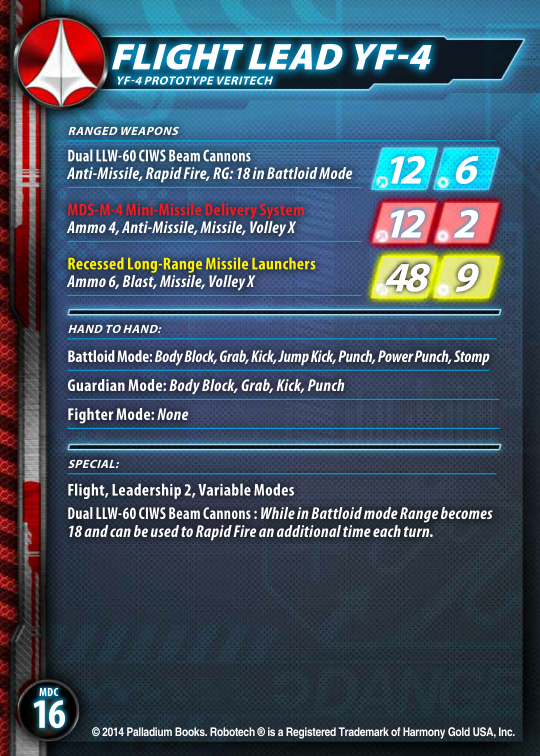 FLIGHT LEAD YF-4
YF-4 PROTOTYPE VERITECH
RANGED WEAPONS
Dual LLW-60 CIWS Beam Cannons
Anti-Missile, Rapid Fire, RG: 18 in Battloid Mode
12 6
MDS-M-4 Mini-Missile Delivery System
Ammo 4, Anti-Missile, Missile, Volley X
12 2
Recessed Long-Range Missile Launchers
Ammo 6, Blast, Missile, Volley X
48 9
HAND TO HAND:
Battloid Mode: Body Block, Grab, Kick, Jump Kick, Punch, Power Punch, Stomp
Guardian Mode: Body Block, Grab, Kick, Punch
Fighter Mode: None
SPECIAL:
Flight, Leadership 2, Variable Modes
Dual LLW-60 CIWS Beam Cannons : While in Battloid mode Range becomes
18 and can be used to Rapid Fire an additional time each turn.
MDC
16
© 2014 Palladium Books. Robotech ® is a Registered Trademark of Harmony Gold USA, Inc.